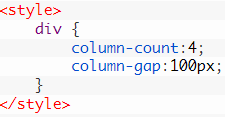 <style>
    div {
        column-count:4;
        column-gap:100px;
    }
</style>